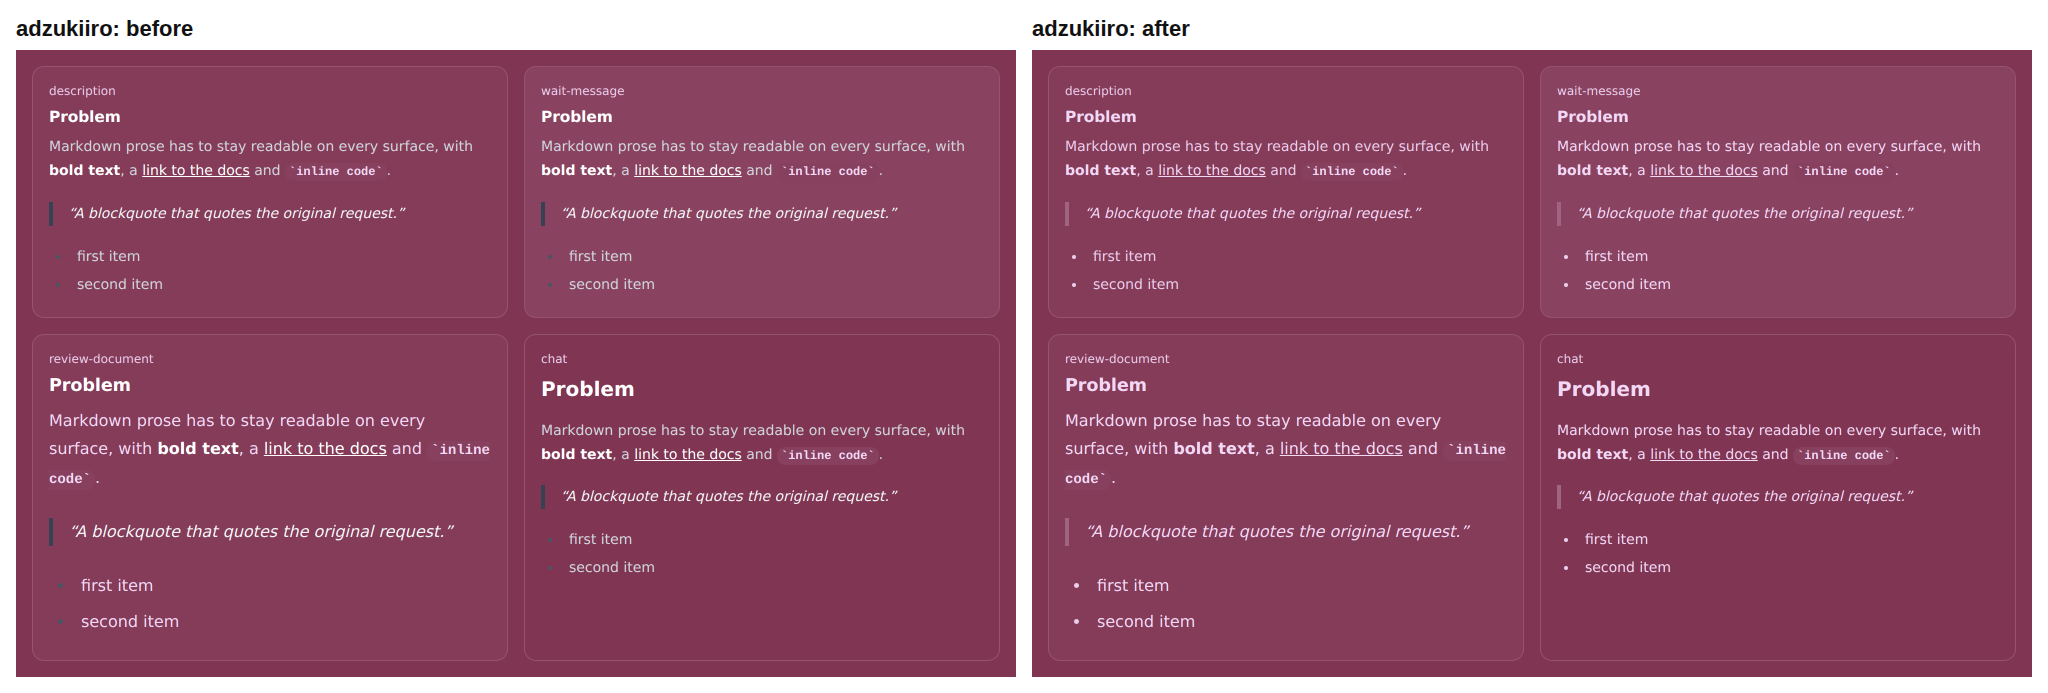 adzukiiro: before
description
Problem
Markdown prose has to stay readable on every surface, with
bold text, a link to the docs and `inline code`.
“A blockquote that quotes the original request.”
• first item
• second item
wait-message
Problem
Markdown prose has to stay readable on every surface, with
bold text, a link to the docs and `inline code`.
“A blockquote that quotes the original request.”
• first item
• second item
review-document
Problem
Markdown prose has to stay readable on every
surface, with bold text, a link to the docs and `inline
code`.
“A blockquote that quotes the original request.”
• first item
• second item
chat
Problem
Markdown prose has to stay readable on every surface, with
bold text, a link to the docs and `inline code`.
“A blockquote that quotes the original request.”
• first item
• second item
adzukiiro: after
description
Problem
Markdown prose has to stay readable on every surface, with
bold text, a link to the docs and `inline code`.
“A blockquote that quotes the original request.”
• first item
• second item
wait-message
Problem
Markdown prose has to stay readable on every surface, with
bold text, a link to the docs and `inline code`.
“A blockquote that quotes the original request.”
• first item
• second item
review-document
Problem
Markdown prose has to stay readable on every
surface, with bold text, a link to the docs and `inline
code`.
“A blockquote that quotes the original request.”
• first item
• second item
chat
Problem
Markdown prose has to stay readable on every surface, with
bold text, a link to the docs and `inline code`.
“A blockquote that quotes the original request.”
• first item
• second item